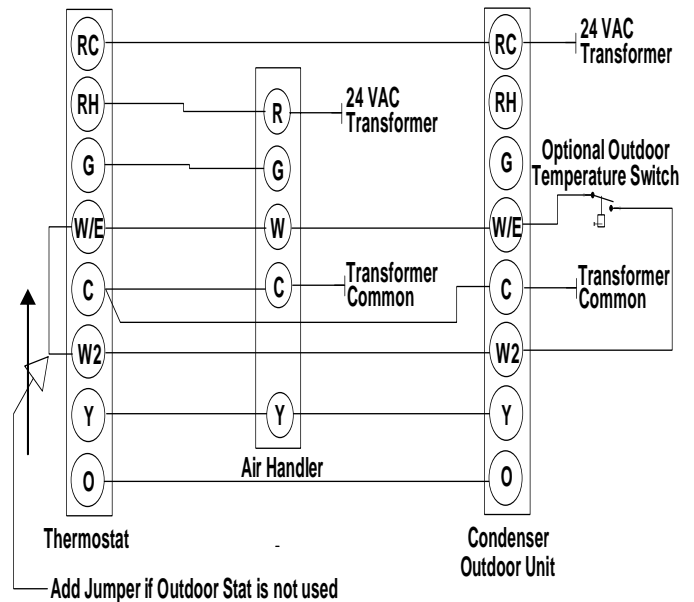 RC
RH
G
W/E
C
W2
Y
O
Thermostat
R
G
W
C
Y
Air Handler
24 VAC
Transformer
Transformer
Common
RC
RH
G
W/E
C
W2
Y
O
Condenser
Outdoor Unit
24 VAC
Transformer
Optional Outdoor
Temperature Switch
Transformer
Common
Add Jumper if Outdoor Stat is not used